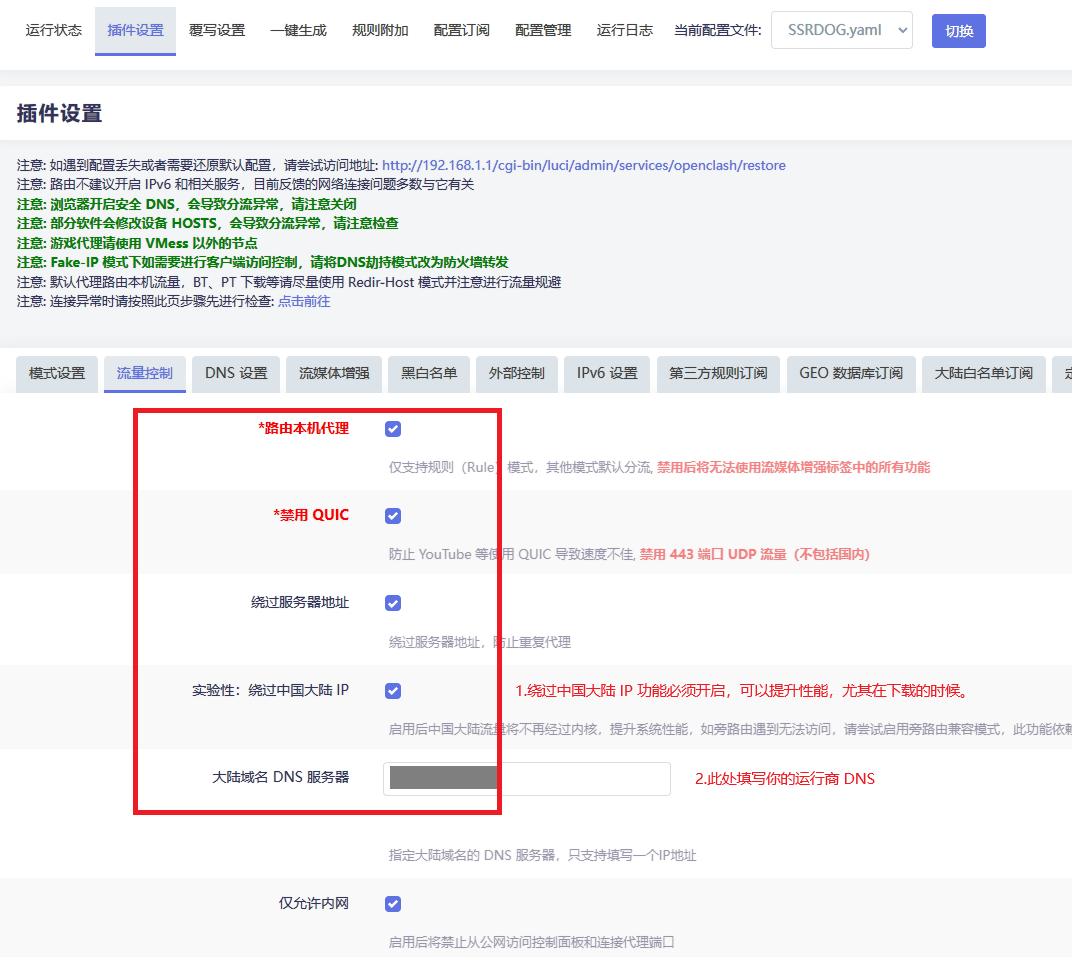 运行状态 插件设置 覆写设置 一键生成 规则附加 配置订阅 配置管理 运行日志 当前配置文件: SSRDOG.yaml 切换
插件设置
注意: 如遇到配置丢失或者需要还原默认配置，请尝试访问地址: http://192.168.1.1/cgi-bin/luci/admin/services/openclash/restore
注意: 路由不建议开启 IPv6 和相关服务，目前反馈的网络连接问题多数与它有关
注意: 浏览器开启安全 DNS，会导致分流异常，请注意关闭
注意: 部分软件会修改设备 HOSTS，会导致分流异常，请注意检查
注意: 游戏代理请使用 VMess 以外的节点
注意: Fake-IP 模式下如需要进行客户端访问控制，请将DNS劫持模式改为防火墙转发
注意: 默认代理路由本机流量，BT、PT 下载等请尽量使用 Redir-Host 模式并注意进行流量规避
注意: 连接异常时请按照此页步骤先进行检查: 点击前往
模式设置 流量控制 DNS 设置 流媒体增强 黑白名单 外部控制 IPv6 设置 第三方规则订阅 GEO 数据库订阅 大陆白名单订阅
*路由本机代理
仅支持规则（Rule）模式，其他模式默认分流, 禁用后将无法使用流媒体增强标签中的所有功能
*禁用 QUIC
防止 YouTube 等使用 QUIC 导致速度不佳, 禁用 443 端口 UDP 流量（不包括国内）
绕过服务器地址
绕过服务器地址，防止重复代理
实验性：绕过中国大陆 IP 1.绕过中国大陆 IP 功能必须开启，可以提升性能，尤其在下载的时候。
启用后中国大陆流量将不再经过内核，提升系统性能，如旁路由遇到无法访问，请尝试启用旁路由兼容模式，此功能依赖
大陆域名 DNS 服务器 2.此处填写你的运行商 DNS
指定大陆域名的 DNS 服务器，只支持填写一个IP地址
仅允许内网
启用后将禁止从公网访问控制面板和连接代理端口